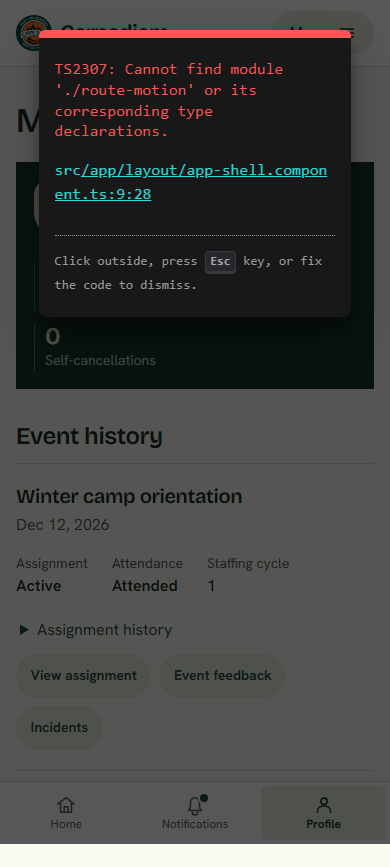 TS2307: Cannot find module
'./route-motion' or its
corresponding type
declarations.
src/app/layout/app-shell.compon
ent.ts:9:28
Click outside, press Esc key, or fix
the code to dismiss.
0
Self-cancellations
Event history
Winter camp orientation
Dec 12, 2026
Assignment Attendance Staffing cycle
Active Attended 1
Assignment history
View assignment Event feedback
Incidents
Home Notifications Profile